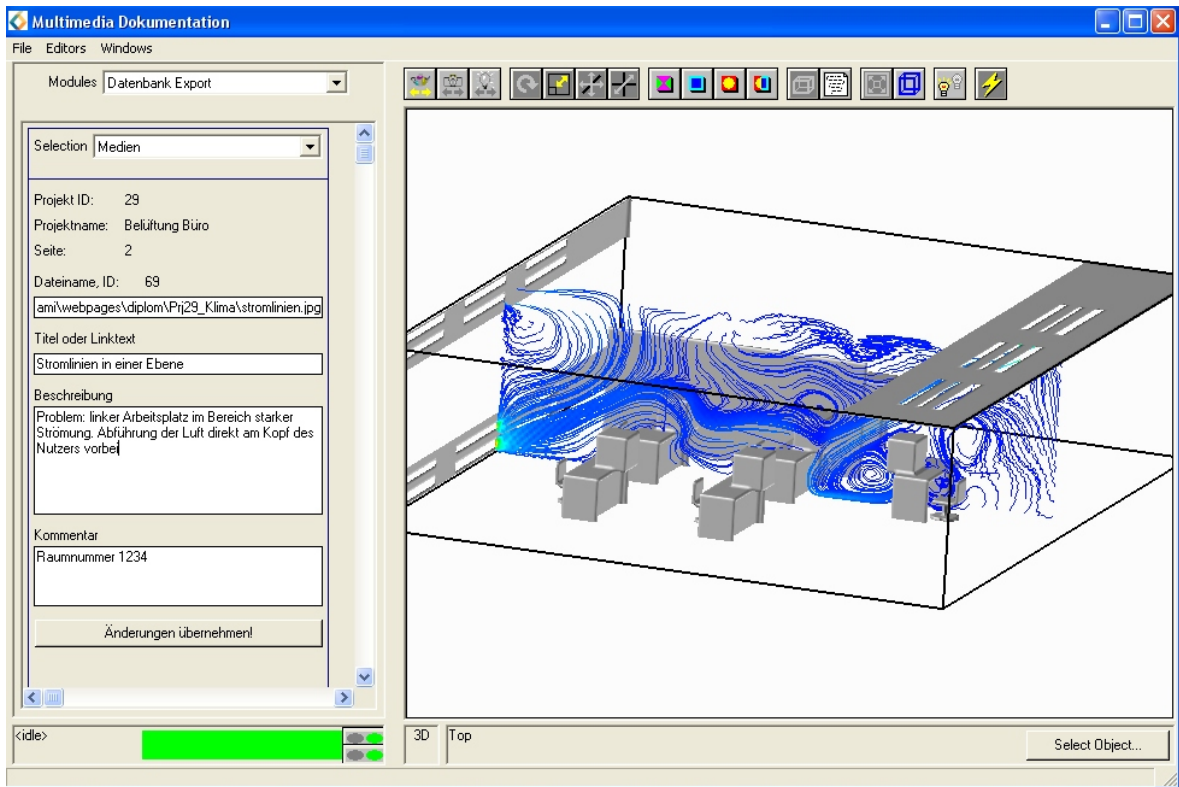 Multimedia Dokumentation
File Editors Windows
Modules Datenbank Export
Selection Medien
Projekt ID: 29
Projektname: Belüftung Büro
Seite: 2
Dateiname, ID: 69
ami\webpages\diplom\Prj29_Klima\stromlinien.jpg
Titel oder Linktext
Stromlinien in einer Ebene
Beschreibung
Problem: linker Arbeitsplatz im Bereich starker
Strömung. Abführung der Luft direkt am Kopf des
Nutzers vorbei
Kommentar
Raumnummer 1234
Änderungen übernehmen!
<idle>
3D Top
Select Object...